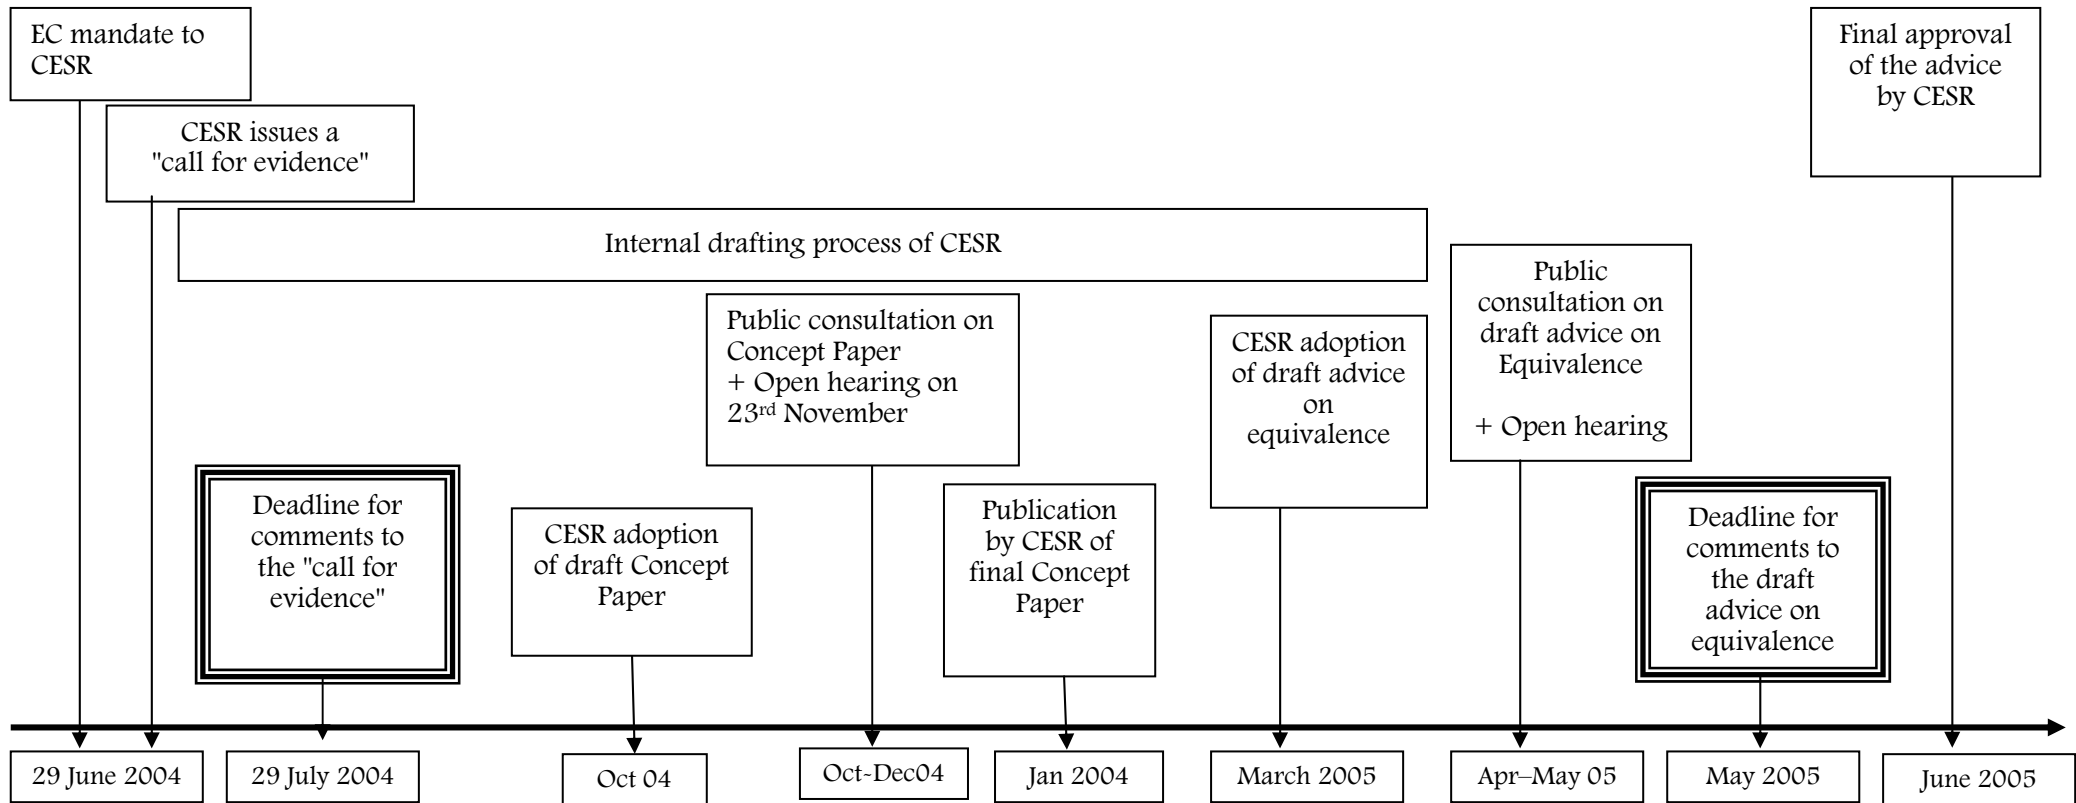 EC mandate to
CESR
Final approval
of the advice
by CESR
CESR issues a
"call for evidence"
Internal drafting process of CESR
Public consultation on
Concept Paper
+ Open hearing on
23rd November
CESR adoption
of draft advice
on
equivalence
Public
consultation on
draft advice on
Equivalence
+ Open hearing
Deadline for
comments to
the "call for
evidence"
CESR adoption
of draft Concept
Paper
Publication
by CESR of
final Concept
Paper
Deadline for
comments to
the draft
advice on
equivalence
29 June 2004
29 July 2004
Oct 04
Oct-Dec04
Jan 2004
March 2005
Apr–May 05
May 2005
June 2005